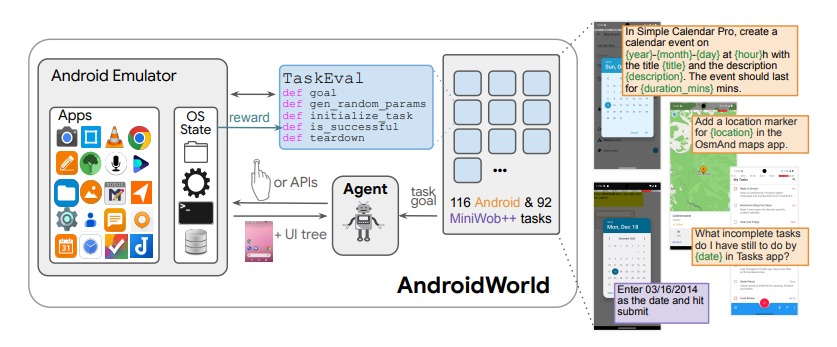 Android Emulator
Apps
OS
State
reward
TaskEval
def goal
def gen_random_params
def initialize_task
def is_successful
def teardown
or APIs
+ UI tree
Agent
task
goal
116 Android & 92
MiniWob++ tasks
AndroidWorld
In Simple Calendar Pro, create a
calendar event on
{year}-{month}-{day} at {hour}h with
the title {title} and the description
{description}. The event should last
for {duration_mins} mins.
Add a location marker
for {location} in the
OsmAnd maps app.
My Tasks
What incomplete tasks
do I have still to do by
{date} in Tasks app?
Mon, Dec 18
Enter 03/16/2014
as the date and hit
submit